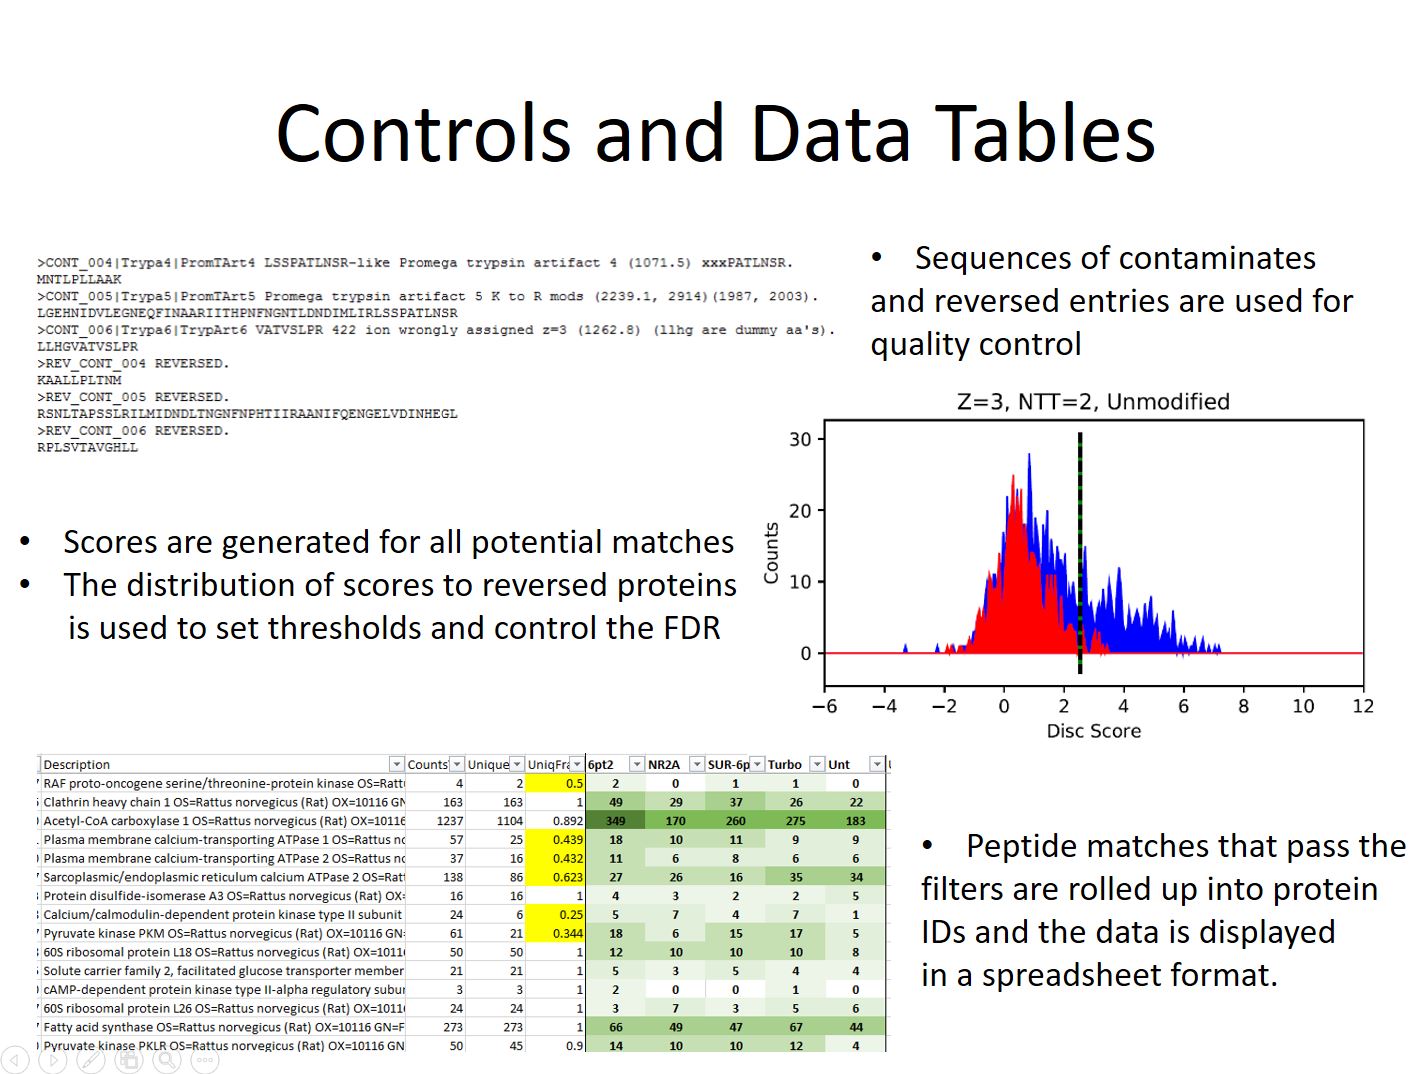 Controls and Data Tables
>CONT_004|Trypa4|PromTArt4 LSSPATLNSR-like Promega trypsin artifact 4 (1071.5) xxxPATLNSR.
MNTLPLLAAK
>CONT_005|Trypa5|PromTArt5 Promega trypsin artifact 5 K to R mods (2239.1, 2914)(1987, 2003).
LGEHNIDVLEGNEQFINAARIITHPNFNGNTLDNDIMLIRLSSPATLNSR
>CONT_006|Trypa6|TrypArt6 VATVSLPR 422 ion wrongly assigned z=3 (1262.8) (llhg are dummy aa's).
LLHGVATVSLPR
>REV_CONT_004 REVERSED.
KAALLPLTNM
>REV_CONT_005 REVERSED.
RSNLTAPSSLRILMIDNDLTNGNFNPHTIIRAANIFQENGELVDINHEGL
>REV_CONT_006 REVERSED.
RPLSVTAVGHLL
• Sequences of contaminates
and reversed entries are used for
quality control
• Scores are generated for all potential matches
• The distribution of scores to reversed proteins
is used to set thresholds and control the FDR
Z=3, NTT=2, Unmodified
30
20
10
0
Counts
−6 −4 −2 0 2 4 6 8 10 12
Disc Score
Description Counts Unique UniqFra 6pt2 NR2A SUR-6p Turbo Unt
RAF proto-oncogene serine/threonine-protein kinase OS=Ratt 4 2 0.5 2 0 1 1 0
Clathrin heavy chain 1 OS=Rattus norvegicus (Rat) OX=10116 GN 163 163 1 49 29 37 26 22
Acetyl-CoA carboxylase 1 OS=Rattus norvegicus (Rat) OX=10116 1237 1104 0.892 349 170 260 275 183
Plasma membrane calcium-transporting ATPase 1 OS=Rattus no 57 25 0.439 18 10 11 9 9
Plasma membrane calcium-transporting ATPase 2 OS=Rattus no 37 16 0.432 11 6 8 6 6
Sarcoplasmic/endoplasmic reticulum calcium ATPase 2 OS=Rat 138 86 0.623 27 26 16 35 34
Protein disulfide-isomerase A3 OS=Rattus norvegicus (Rat) OX= 16 16 1 4 3 2 2 5
Calcium/calmodulin-dependent protein kinase type II subunit 24 6 0.25 5 7 4 7 1
Pyruvate kinase PKM OS=Rattus norvegicus (Rat) OX=10116 GN= 61 21 0.344 18 6 15 17 5
60S ribosomal protein L18 OS=Rattus norvegicus (Rat) OX=1011 50 50 1 12 10 10 10 8
Solute carrier family 2, facilitated glucose transporter member 21 21 1 5 3 5 4 4
cAMP-dependent protein kinase type II-alpha regulatory subu 3 3 1 2 0 0 1 0
60S ribosomal protein L26 OS=Rattus norvegicus (Rat) OX=1011 24 24 1 3 7 3 5 6
Fatty acid synthase OS=Rattus norvegicus (Rat) OX=10116 GN=F 273 273 1 66 49 47 67 44
Pyruvate kinase PKLR OS=Rattus norvegicus (Rat) OX=10116 GN 50 45 0.9 14 10 10 12 4
• Peptide matches that pass the
filters are rolled up into protein
IDs and the data is displayed
in a spreadsheet format.